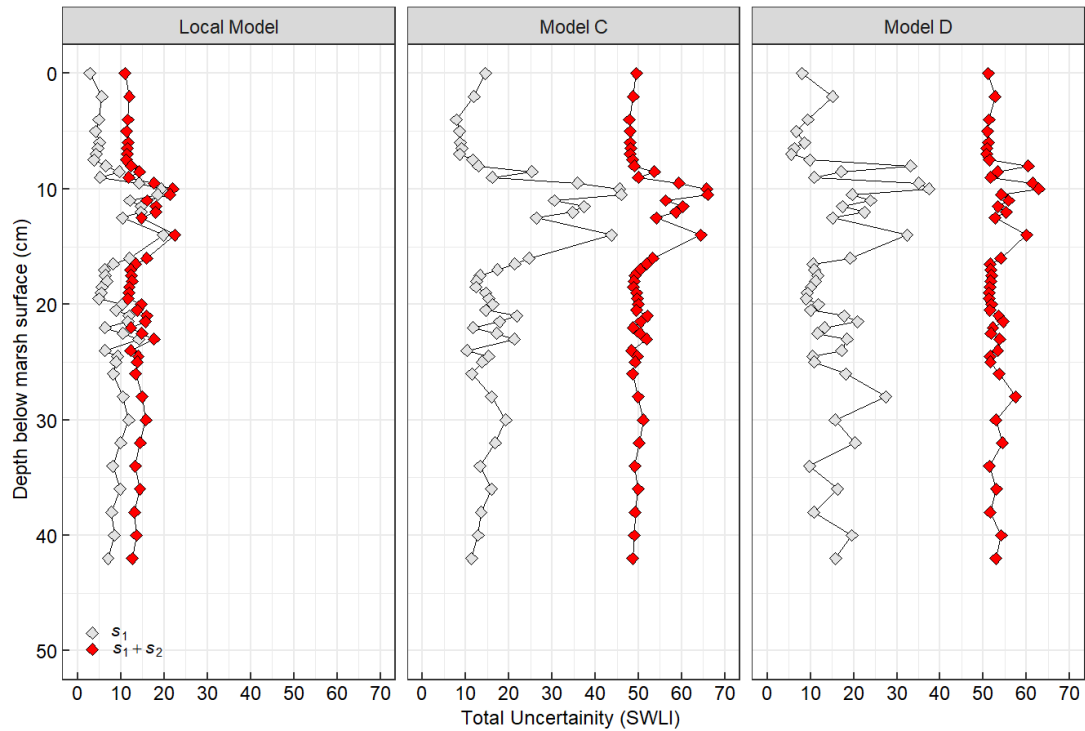 Local Model Model C Model D
Depth below marsh surface (cm)
0
10
20
30
40
50
s₁
s₁ + s₂
0 10 20 30 40 50 60 70 0 10 20 30 40 50 60 70 0 10 20 30 40 50 60 70
Total Uncertainity (SWLI)